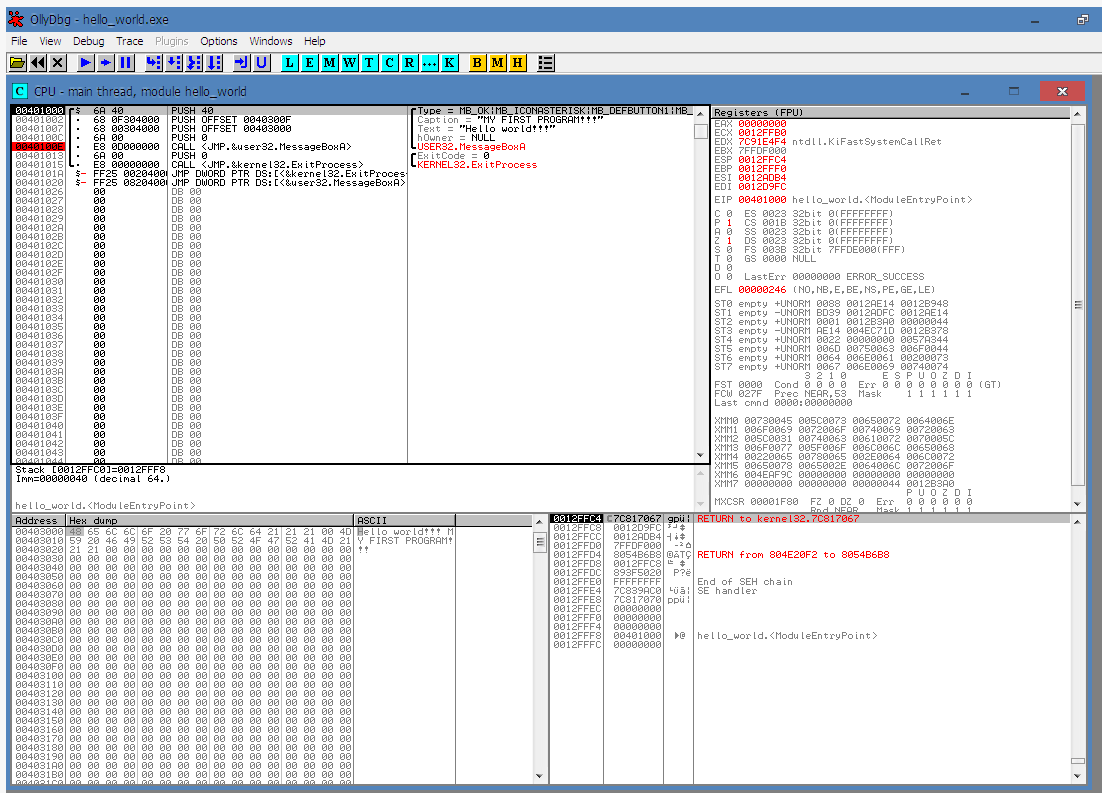 OllyDbg - hello_world.exe
File View Debug Trace Plugins Options Windows Help
L E M W T C R ... K B M H
C CPU - main thread, module hello_world
00401000 $ 6A 40 PUSH 40 Type = MB_OK|MB_ICONASTERISK|MB_DEFBUTTON1|MB_
00401002 . 68 0F304000 PUSH OFFSET 0040300F Caption = "MY FIRST PROGRAM!!!"
00401007 . 68 00304000 PUSH OFFSET 00403000 Text = "Hello world!!!"
0040100C . 6A 00 PUSH 0 hOwner = NULL
0040100E . E8 0D000000 CALL <JMP.&user32.MessageBoxA> USER32.MessageBoxA
00401013 . 6A 00 PUSH 0 ExitCode = 0
00401015 . E8 00000000 CALL <JMP.&kernel32.ExitProcess> KERNEL32.ExitProcess
0040101A $- FF25 00204000 JMP DWORD PTR DS:[<&kernel32.ExitProces
00401020 $- FF25 08204000 JMP DWORD PTR DS:[<&user32.MessageBoxA>
00401026 00 DB 00
00401027 00 DB 00
00401028 00 DB 00
00401029 00 DB 00
0040102A 00 DB 00
0040102B 00 DB 00
0040102C 00 DB 00
0040102D 00 DB 00
0040102E 00 DB 00
0040102F 00 DB 00
00401030 00 DB 00
00401031 00 DB 00
00401032 00 DB 00
00401033 00 DB 00
00401034 00 DB 00
00401035 00 DB 00
00401036 00 DB 00
00401037 00 DB 00
00401038 00 DB 00
00401039 00 DB 00
0040103A 00 DB 00
0040103B 00 DB 00
0040103C 00 DB 00
0040103D 00 DB 00
0040103E 00 DB 00
0040103F 00 DB 00
00401040 00 DB 00
00401041 00 DB 00
00401042 00 DB 00
00401043 00 DB 00
00401044 00 DB 00
Stack [0012FFC0]=0012FFF8
Imm=00000040 (decimal 64.)
hello_world.<ModuleEntryPoint>
Registers (FPU)
EAX 00000000
ECX 0012FFB0
EDX 7C91E4F4 ntdll.KiFastSystemCallRet
EBX 7FFDF000
ESP 0012FFC4
EBP 0012FFF0
ESI 0012ADB4
EDI 0012D9FC
EIP 00401000 hello_world.<ModuleEntryPoint>
C 0 ES 0023 32bit 0(FFFFFFFF)
P 1 CS 001B 32bit 0(FFFFFFFF)
A 0 SS 0023 32bit 0(FFFFFFFF)
Z 1 DS 0023 32bit 0(FFFFFFFF)
S 0 FS 003B 32bit 7FFDE000(FFF)
T 0 GS 0000 NULL
D 0
O 0 LastErr 00000000 ERROR_SUCCESS
EFL 00000246 (NO,NB,E,BE,NS,PE,GE,LE)
ST0 empty +UNORM 0088 0012AE14 0012B948
ST1 empty -UNORM BD39 0012ADFC 0012AE14
ST2 empty +UNORM 0001 0012B3A0 00000044
ST3 empty -UNORM AE14 004EC71D 0012B378
ST4 empty +UNORM 0022 00000000 0057A344
ST5 empty +UNORM 006D 00750063 006F0044
ST6 empty +UNORM 0064 006E0061 00200073
ST7 empty +UNORM 0067 006E0069 00740074
3 2 1 0 E S P U O Z D I
FST 0000 Cond 0 0 0 0 Err 0 0 0 0 0 0 0 0 (GT)
FCW 027F Prec NEAR,53 Mask 1 1 1 1 1 1
Last cmnd 0000:00000000
XMM0 00730045 005C0073 00650072 0064006E
XMM1 006F0069 0072006F 00740069 00720063
XMM2 005C0031 00740063 00610072 0070005C
XMM3 006F0077 005F006F 006C006C 00650068
XMM4 00220065 00780065 002E0064 006C0072
XMM5 00650078 0065002E 0064006C 0072006F
XMM6 004EAF9C 00000000 00000000 00000000
XMM7 00000000 00000000 00000044 0012B3A0
P U O Z D I
MXCSR 00001F80 FZ 0 DZ 0 Err 0 0 0 0 0 0
Rnd NEAR Mask 1 1 1 1 1 1
Address Hex dump ASCII
00403000 48 65 6C 6C 6F 20 77 6F 72 6C 64 21 21 21 00 4D Hello world!!! M
00403010 59 20 46 49 52 53 54 20 50 52 4F 47 52 41 4D 21 Y FIRST PROGRAM!
00403020 21 21 00 00 00 00 00 00 00 00 00 00 00 00 00 00 !!
00403030 00 00 00 00 00 00 00 00 00 00 00 00 00 00 00 00
00403040 00 00 00 00 00 00 00 00 00 00 00 00 00 00 00 00
00403050 00 00 00 00 00 00 00 00 00 00 00 00 00 00 00 00
00403060 00 00 00 00 00 00 00 00 00 00 00 00 00 00 00 00
00403070 00 00 00 00 00 00 00 00 00 00 00 00 00 00 00 00
00403080 00 00 00 00 00 00 00 00 00 00 00 00 00 00 00 00
00403090 00 00 00 00 00 00 00 00 00 00 00 00 00 00 00 00
004030A0 00 00 00 00 00 00 00 00 00 00 00 00 00 00 00 00
004030B0 00 00 00 00 00 00 00 00 00 00 00 00 00 00 00 00
004030C0 00 00 00 00 00 00 00 00 00 00 00 00 00 00 00 00
004030D0 00 00 00 00 00 00 00 00 00 00 00 00 00 00 00 00
004030E0 00 00 00 00 00 00 00 00 00 00 00 00 00 00 00 00
004030F0 00 00 00 00 00 00 00 00 00 00 00 00 00 00 00 00
00403100 00 00 00 00 00 00 00 00 00 00 00 00 00 00 00 00
00403110 00 00 00 00 00 00 00 00 00 00 00 00 00 00 00 00
00403120 00 00 00 00 00 00 00 00 00 00 00 00 00 00 00 00
00403130 00 00 00 00 00 00 00 00 00 00 00 00 00 00 00 00
00403140 00 00 00 00 00 00 00 00 00 00 00 00 00 00 00 00
00403150 00 00 00 00 00 00 00 00 00 00 00 00 00 00 00 00
00403160 00 00 00 00 00 00 00 00 00 00 00 00 00 00 00 00
00403170 00 00 00 00 00 00 00 00 00 00 00 00 00 00 00 00
00403180 00 00 00 00 00 00 00 00 00 00 00 00 00 00 00 00
00403190 00 00 00 00 00 00 00 00 00 00 00 00 00 00 00 00
004031A0 00 00 00 00 00 00 00 00 00 00 00 00 00 00 00 00
004031B0 00 00 00 00 00 00 00 00 00 00 00 00 00 00 00 00
0012FFC4 7C817067 RETURN to kernel32.7C817067
0012FFC8 0012D9FC
0012FFCC 0012ADB4
0012FFD0 7FFDF000
0012FFD4 8054B6B8 RETURN from 804E20F2 to 8054B6B8
0012FFD8 0012FFC8
0012FFDC 893F5020 P?ë
0012FFE0 FFFFFFFF End of SEH chain
0012FFE4 7C839AC0 SE handler
0012FFE8 7C817070
0012FFEC 00000000
0012FFF0 00000000
0012FFF4 00000000
0012FFF8 00401000 hello_world.<ModuleEntryPoint>
0012FFFC 00000000